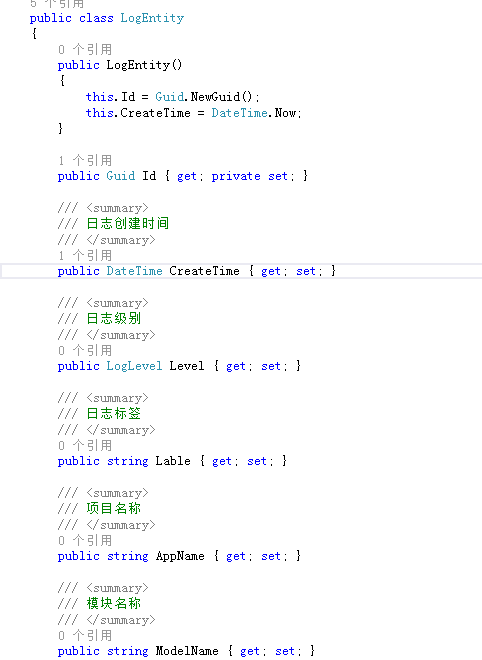 5 个引用
public class LogEntity
{
0 个引用
public LogEntity()
{
this.Id = Guid.NewGuid();
this.CreateTime = DateTime.Now;
}
1 个引用
public Guid Id { get; private set; }
/// <summary>
/// 日志创建时间
/// </summary>
1 个引用
public DateTime CreateTime { get; set; }
/// <summary>
/// 日志级别
/// </summary>
0 个引用
public LogLevel Level { get; set; }
/// <summary>
/// 日志标签
/// </summary>
0 个引用
public string Lable { get; set; }
/// <summary>
/// 项目名称
/// </summary>
0 个引用
public string AppName { get; set; }
/// <summary>
/// 模块名称
/// </summary>
0 个引用
public string ModelName { get; set; }